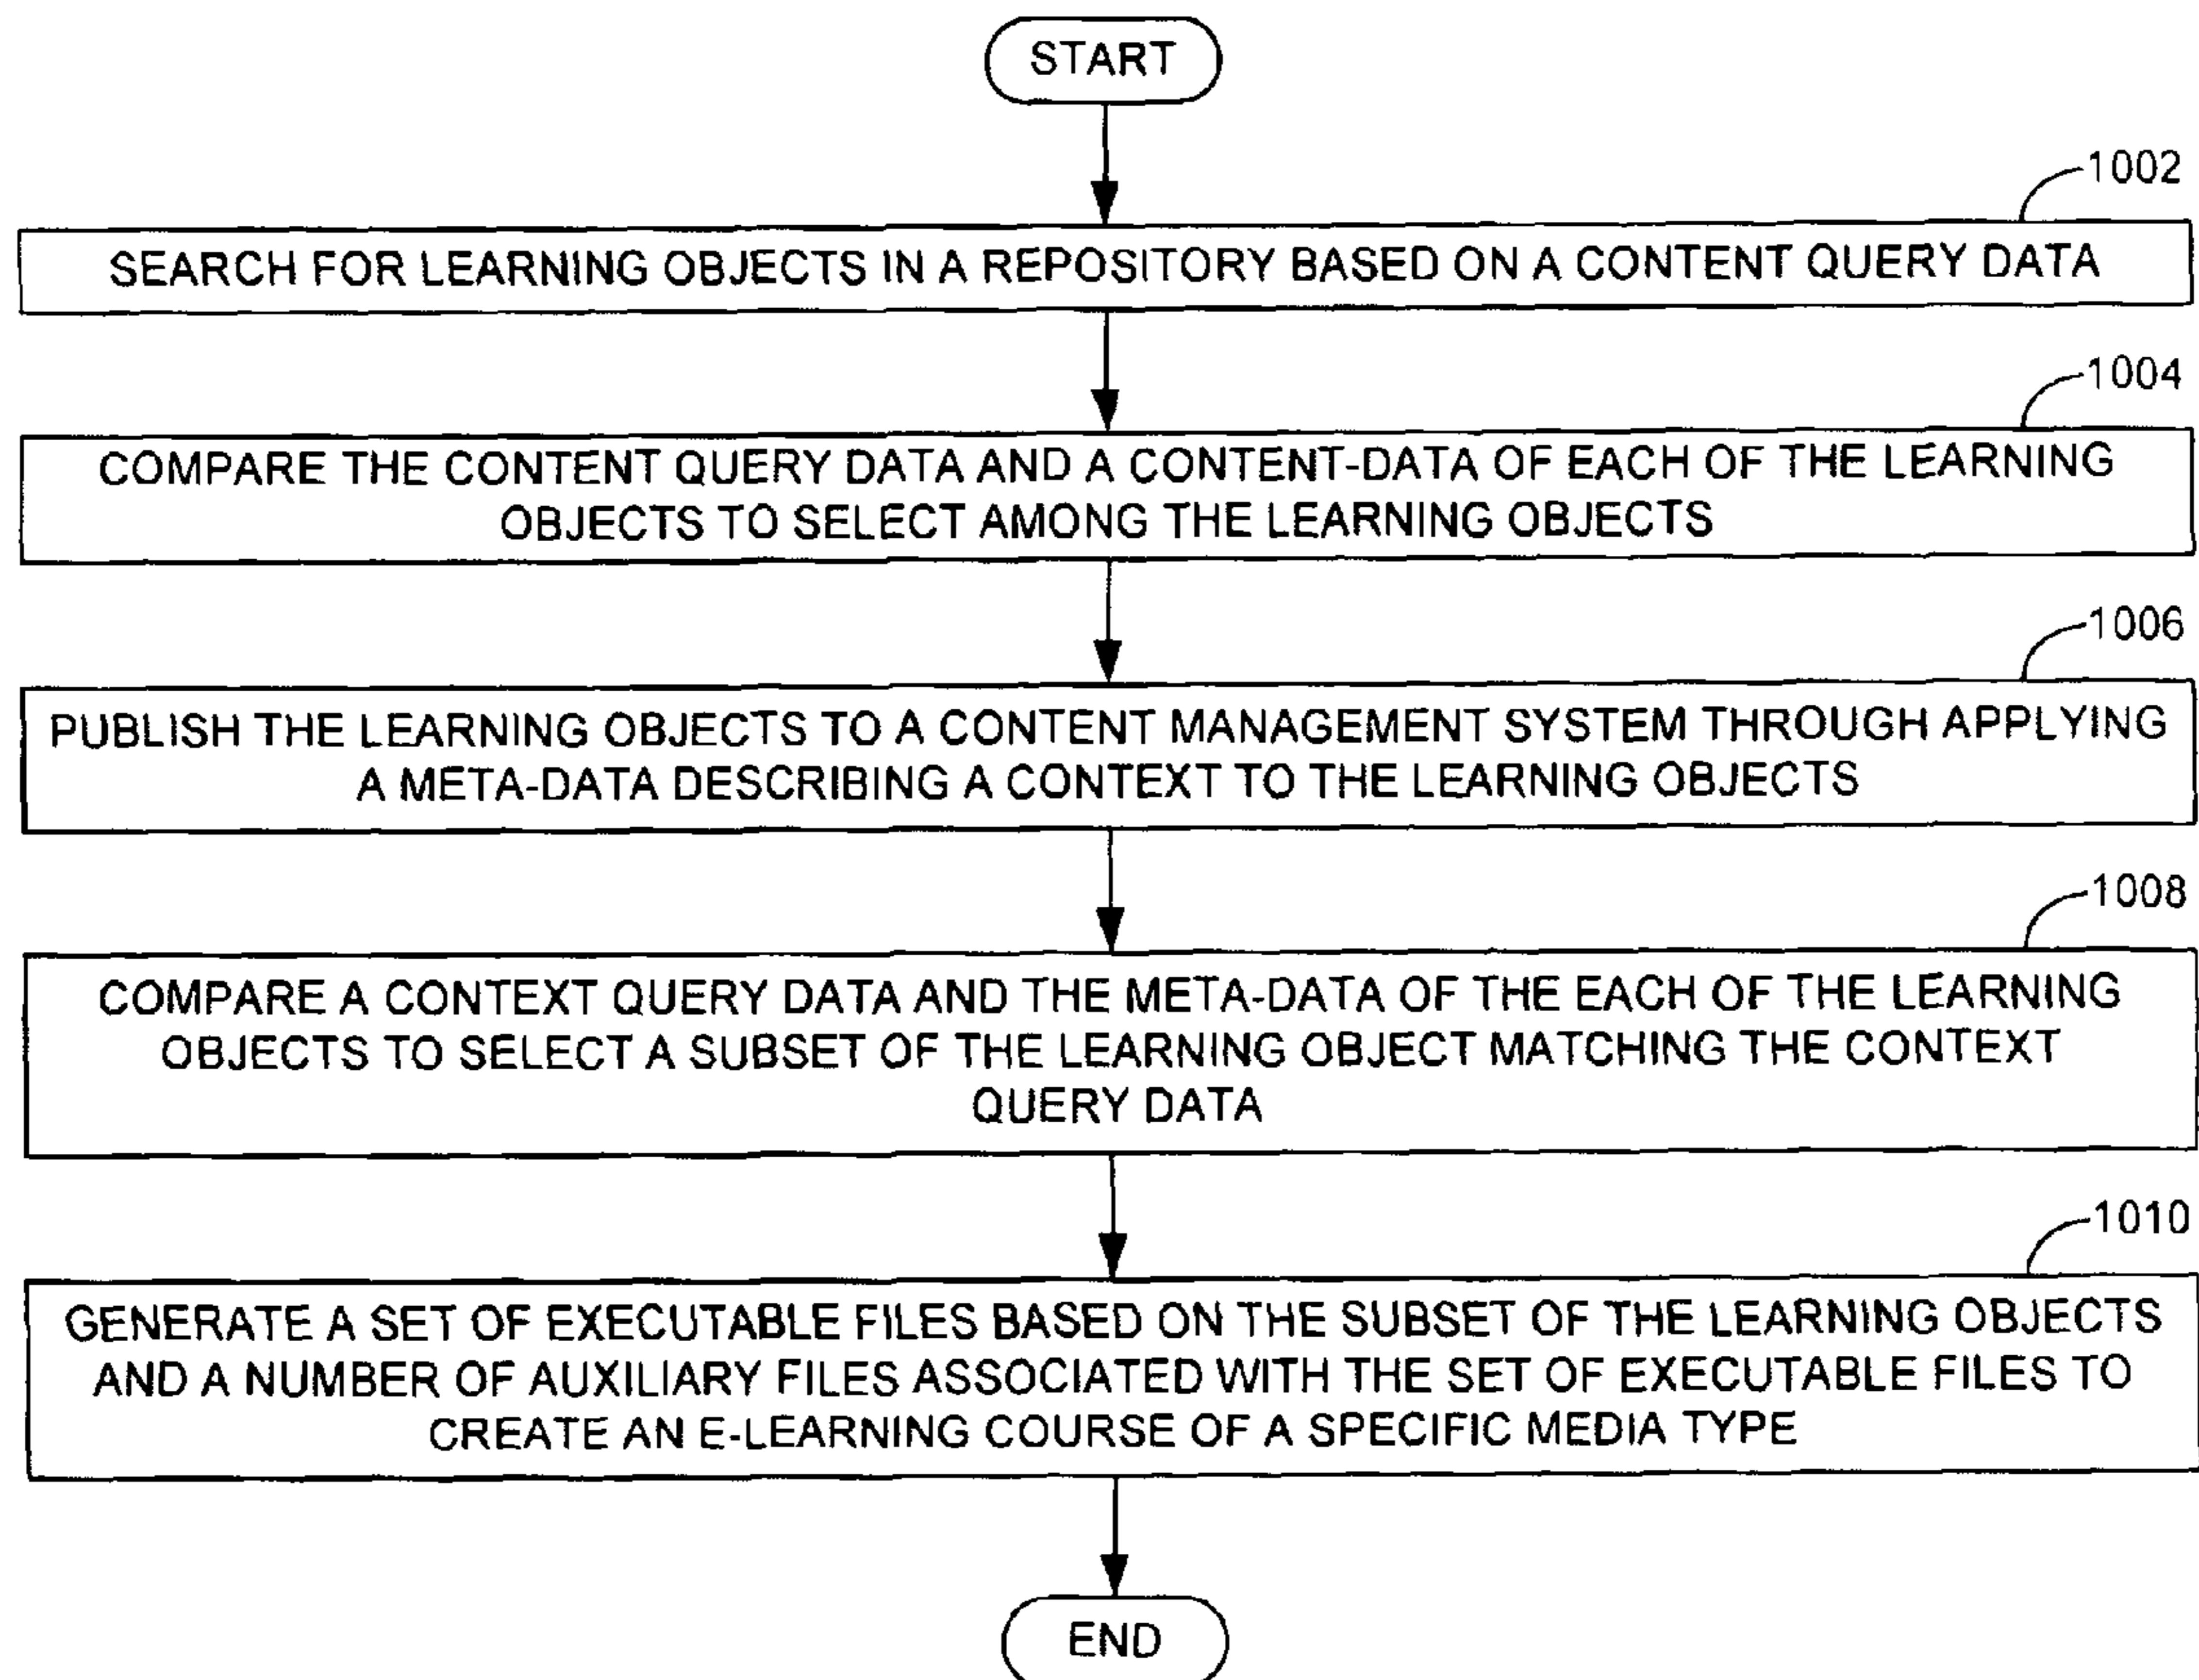 START
1002
SEARCH FOR LEARNING OBJECTS IN A REPOSITORY BASED ON A CONTENT QUERY DATA
1004
COMPARE THE CONTENT QUERY DATA AND A CONTENT-DATA OF EACH OF THE LEARNING
OBJECTS TO SELECT AMONG THE LEARNING OBJECTS
1006
PUBLISH THE LEARNING OBJECTS TO A CONTENT MANAGEMENT SYSTEM THROUGH APPLYING
A META-DATA DESCRIBING A CONTEXT TO THE LEARNING OBJECTS
1008
COMPARE A CONTEXT QUERY DATA AND THE META-DATA OF THE EACH OF THE LEARNING
OBJECTS TO SELECT A SUBSET OF THE LEARNING OBJECT MATCHING THE CONTEXT
QUERY DATA
1010
GENERATE A SET OF EXECUTABLE FILES BASED ON THE SUBSET OF THE LEARNING OBJECTS
AND A NUMBER OF AUXILIARY FILES ASSOCIATED WITH THE SET OF EXECUTABLE FILES TO
CREATE AN E-LEARNING COURSE OF A SPECIFIC MEDIA TYPE
END